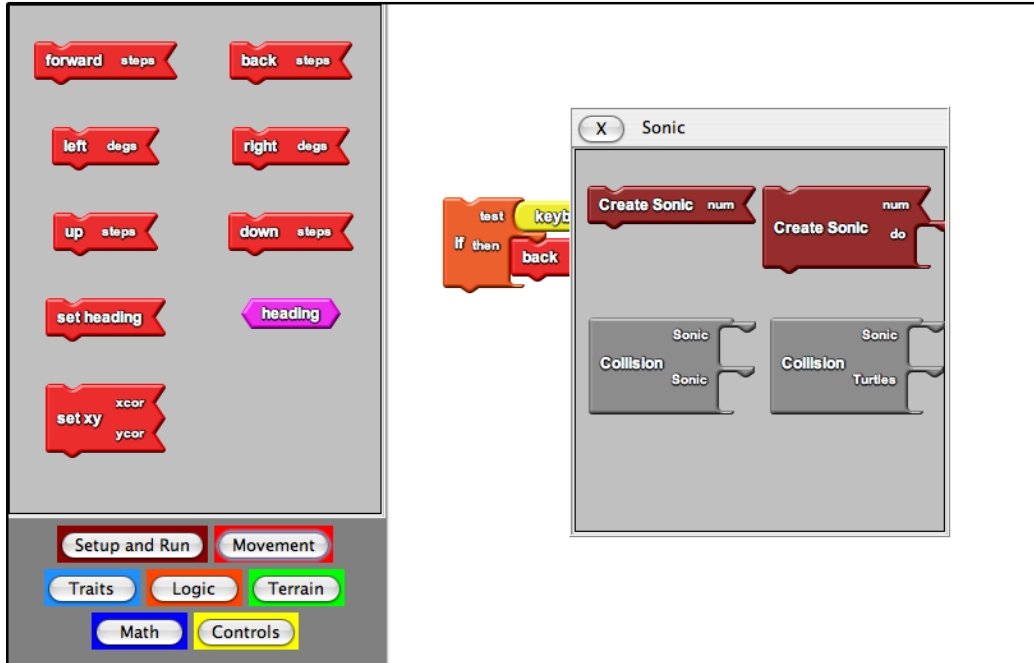 forward steps
back steps
left degs
right degs
up steps
down steps
set heading
heading
set xy xcor
ycor
Setup and Run
Movement
Traits
Logic
Terrain
Math
Controls
test keyb
If then
back
X Sonic
Create Sonic num
Create Sonic num
do
Collision Sonic
Sonic
Collision Sonic
Turtles